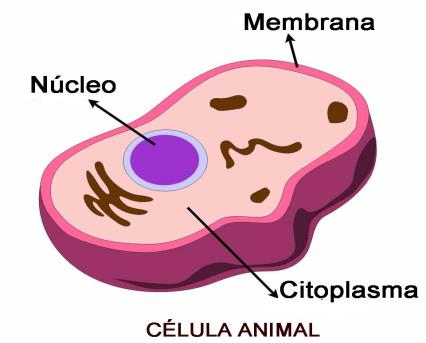 Membrana
Núcleo
Citoplasma
CÉLULA ANIMAL